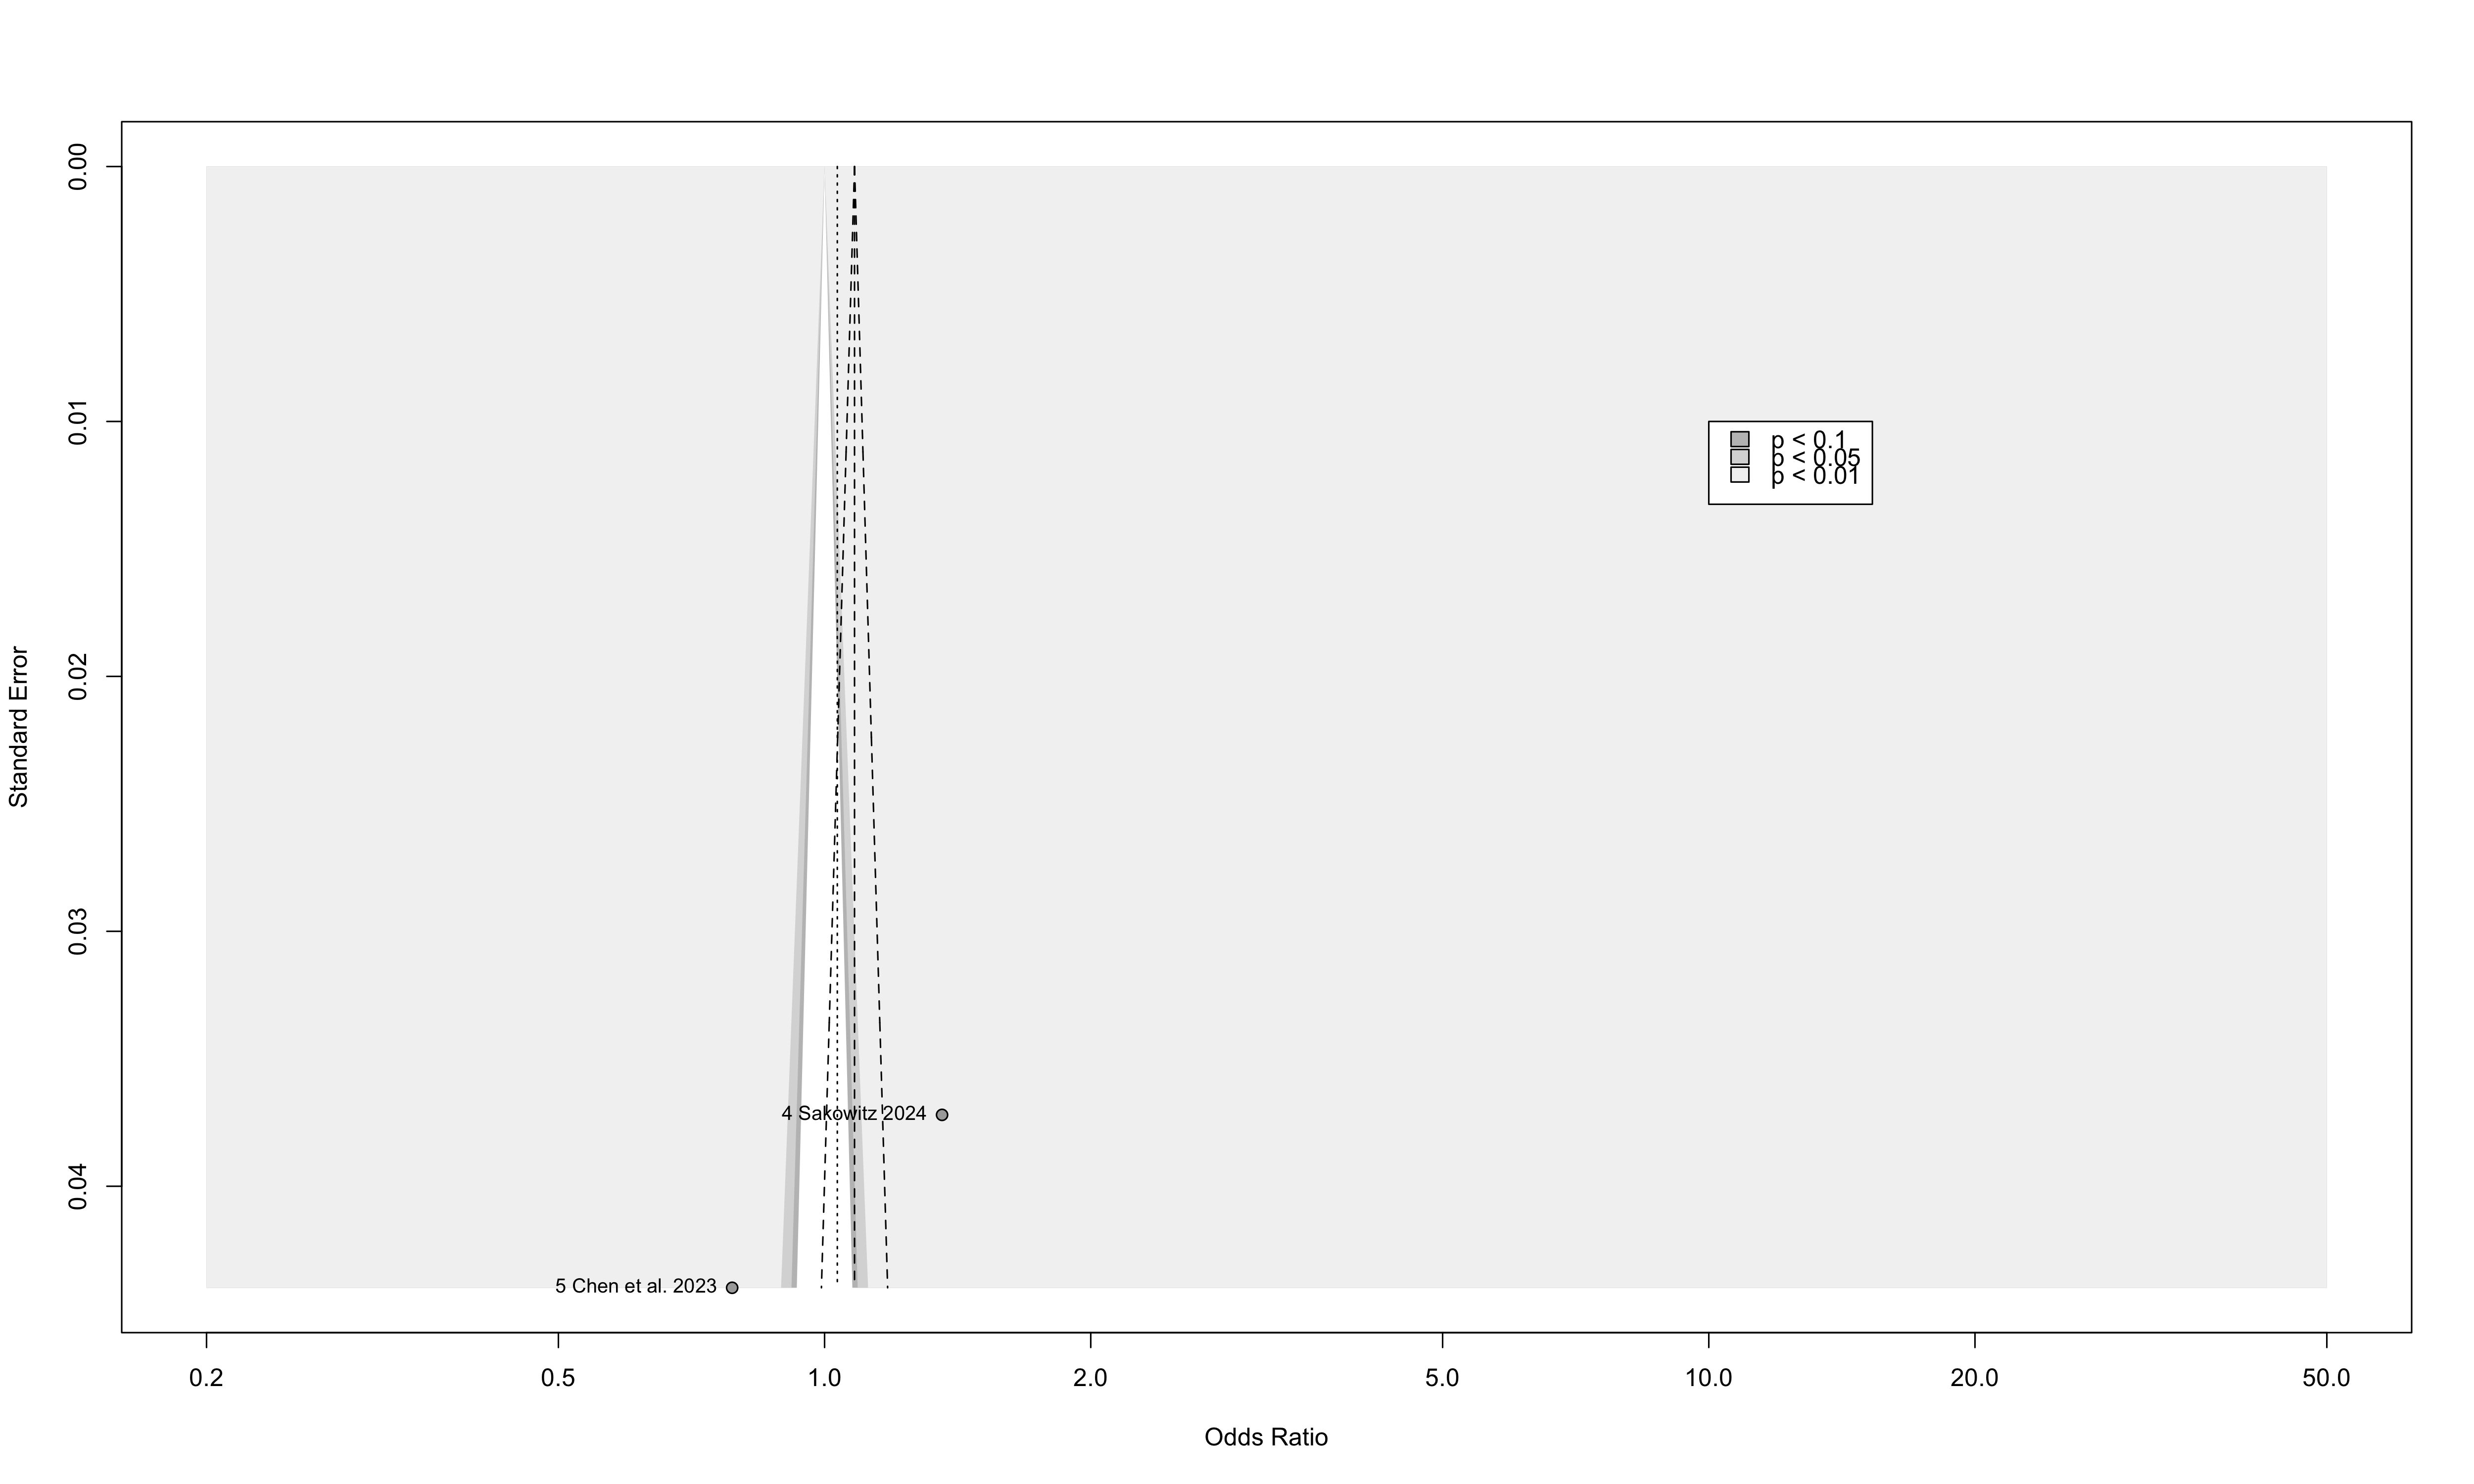 Standard Error
0.00
0.01
0.02
0.03
0.04
p < 0.1
p < 0.05
p < 0.01
4 Sakowitz 2024
5 Chen et al. 2023
0.2 0.5 1.0 2.0 5.0 10.0 20.0 50.0
Odds Ratio